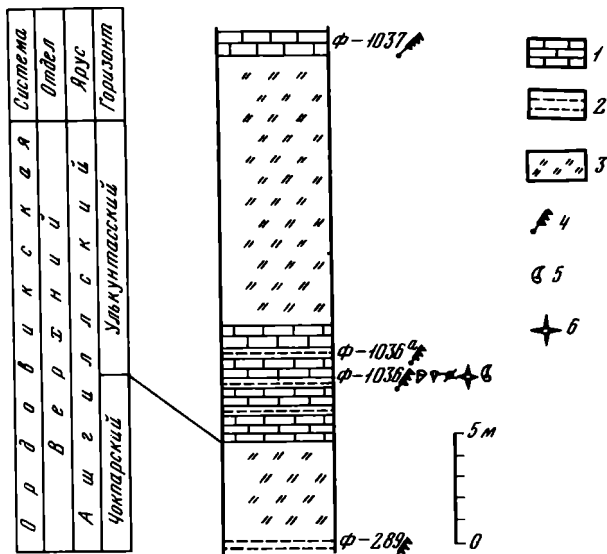 Система
Отдел
Ярус
Горизонт
Ордовикская
Верхний
Ашгиллский
Улькунтасский
Чокпарский
Ф-1037
Ф-1036а
Ф-1036
Ф-289
1
2
3
4
5
6
5 м
0